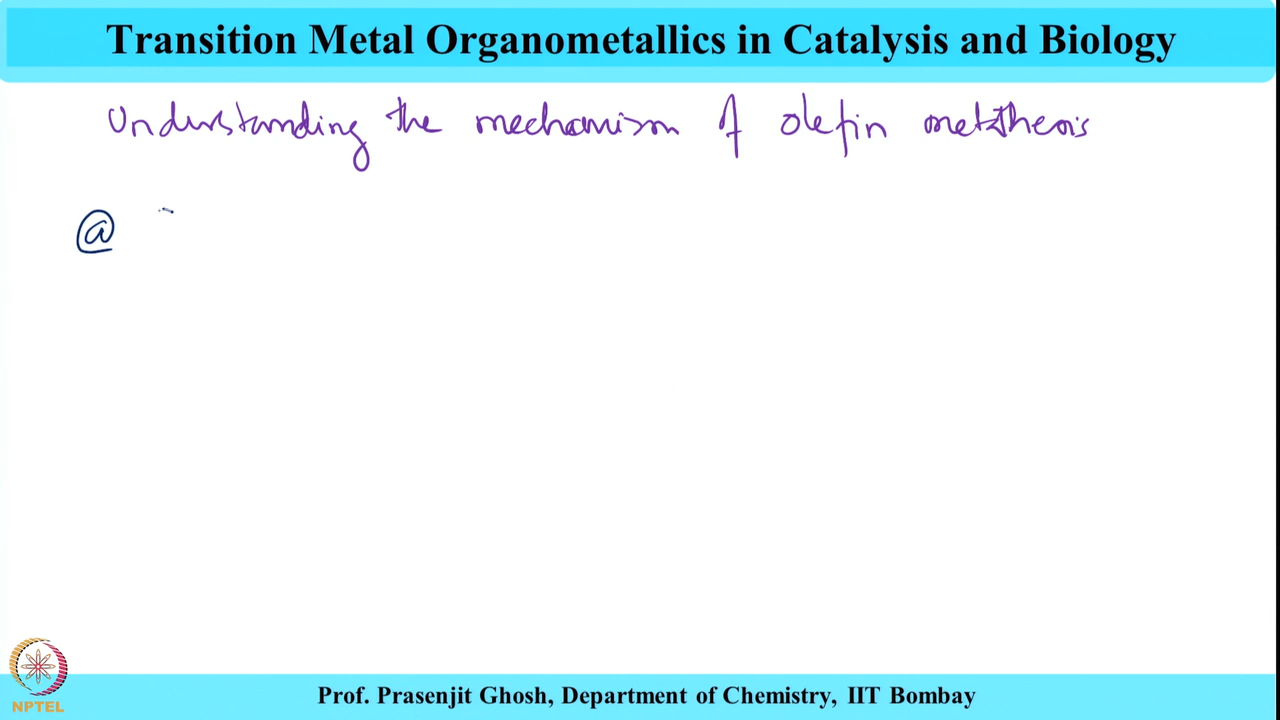 Transition Metal Organometallics in Catalysis and Biology
Understanding the mechanism of olefin metathesis
@
Prof. Prasenjit Ghosh, Department of Chemistry, IIT Bombay
NPTEL